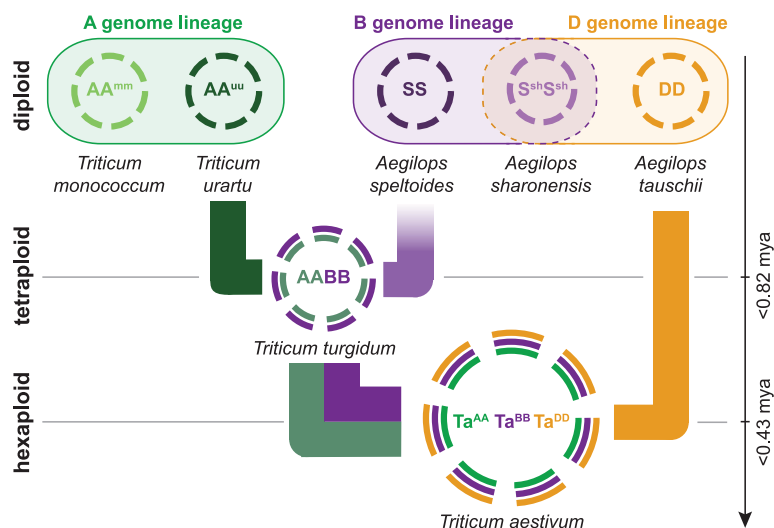 A genome lineage
B genome lineage
D genome lineage
diploid
AAᵐᵐ
AAᵘᵘ
SS
SˢʰSˢʰ
DD
Triticum
monococcum
Triticum
urartu
Aegilops
speltoides
Aegilops
sharonensis
Aegilops
tauschii
tetraploid
AABB
<0.82 mya
Triticum turgidum
hexaploid
Taᴬᴬ Taᴮᴮ Taᴰᴰ
<0.43 mya
Triticum aestivum